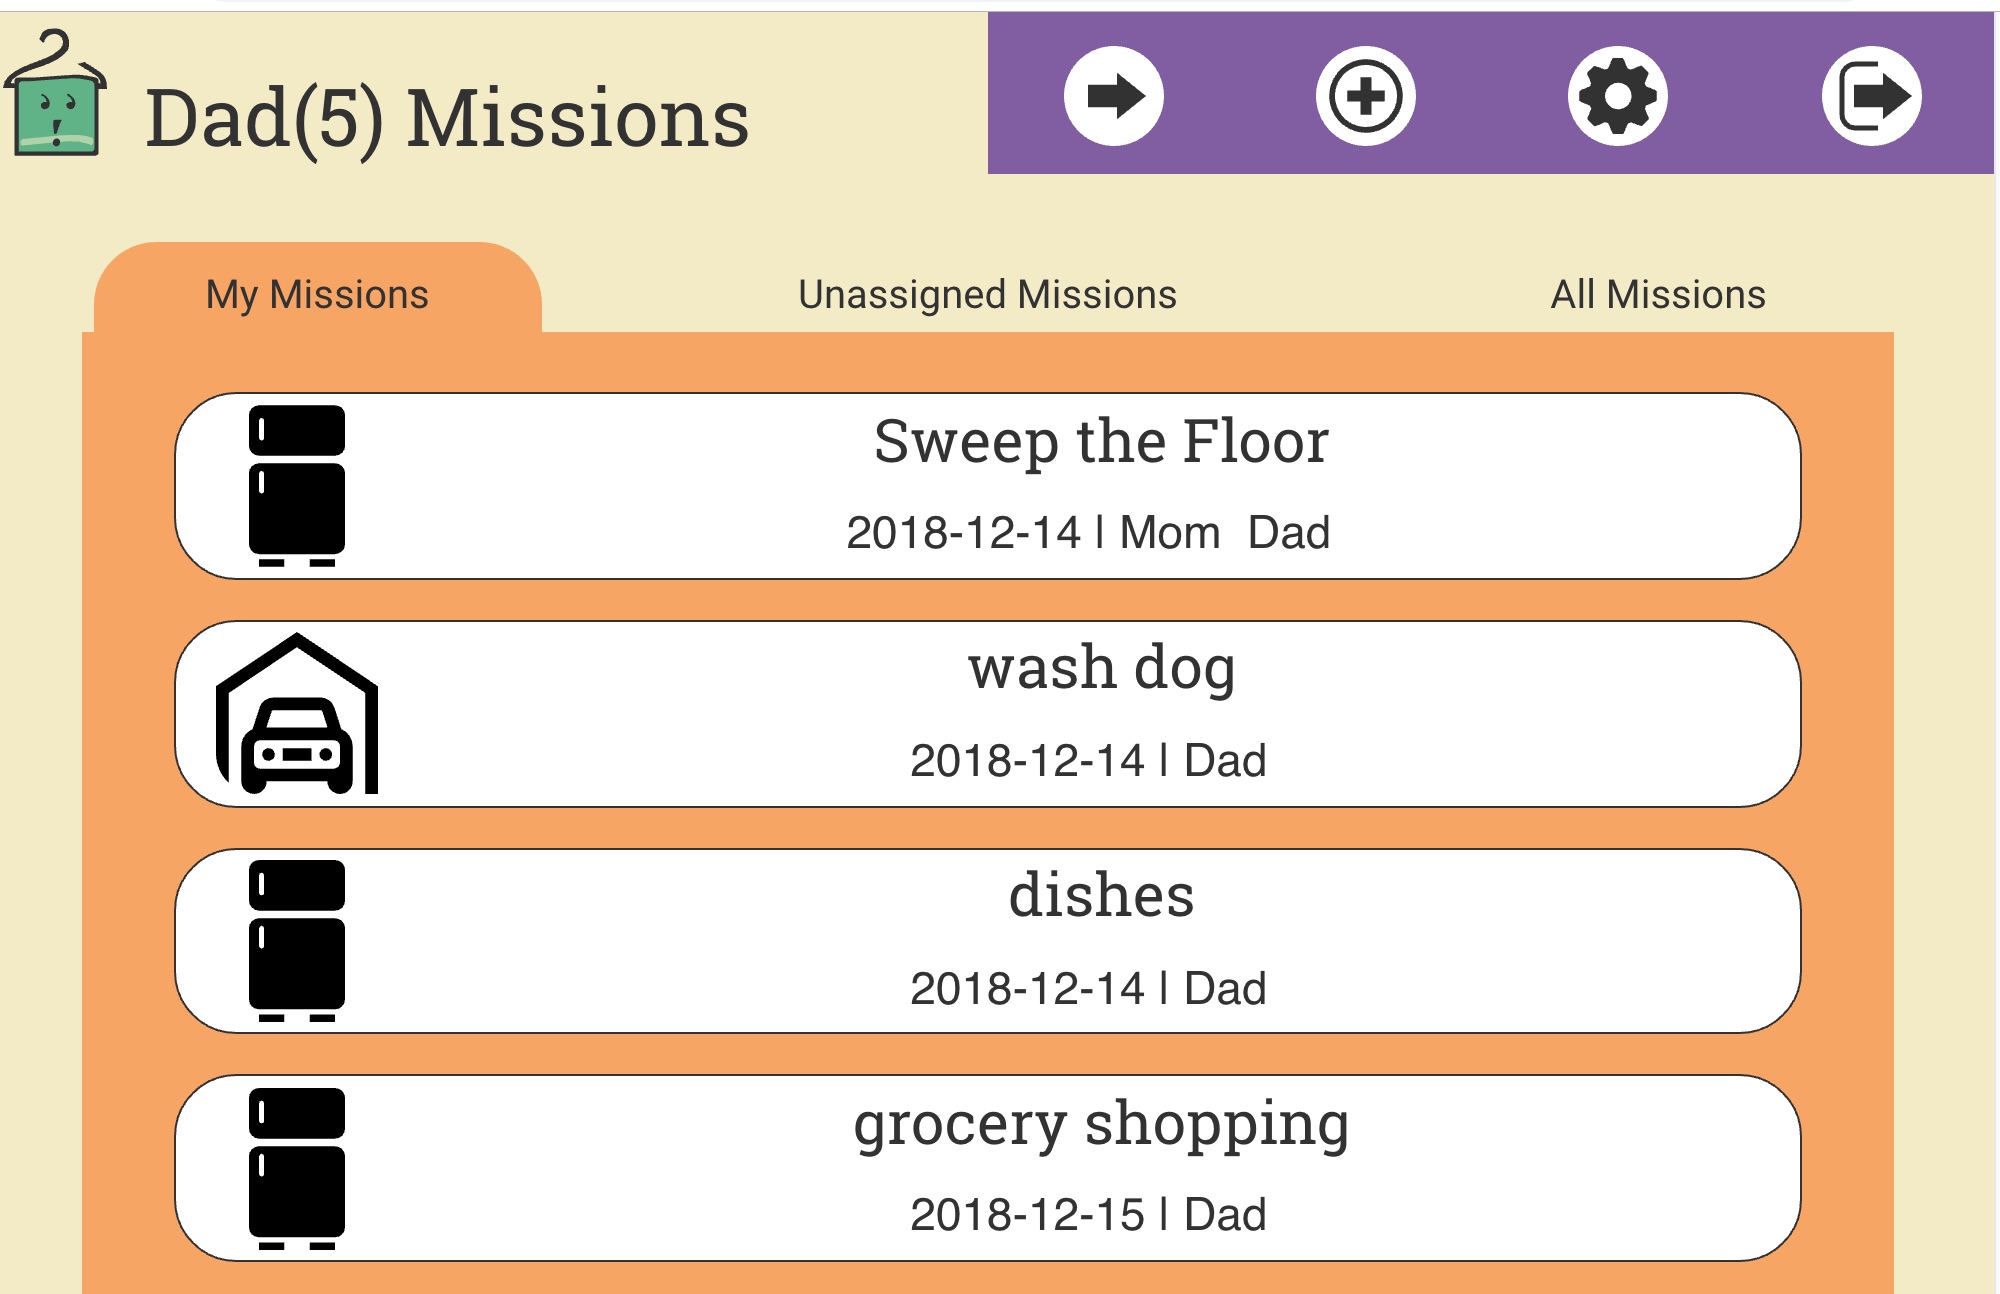 Dad(5) Missions
My Missions
Unassigned Missions
All Missions
Sweep the Floor
2018-12-14 | Mom  Dad
wash dog
2018-12-14 | Dad
dishes
2018-12-14 | Dad
grocery shopping
2018-12-15 | Dad